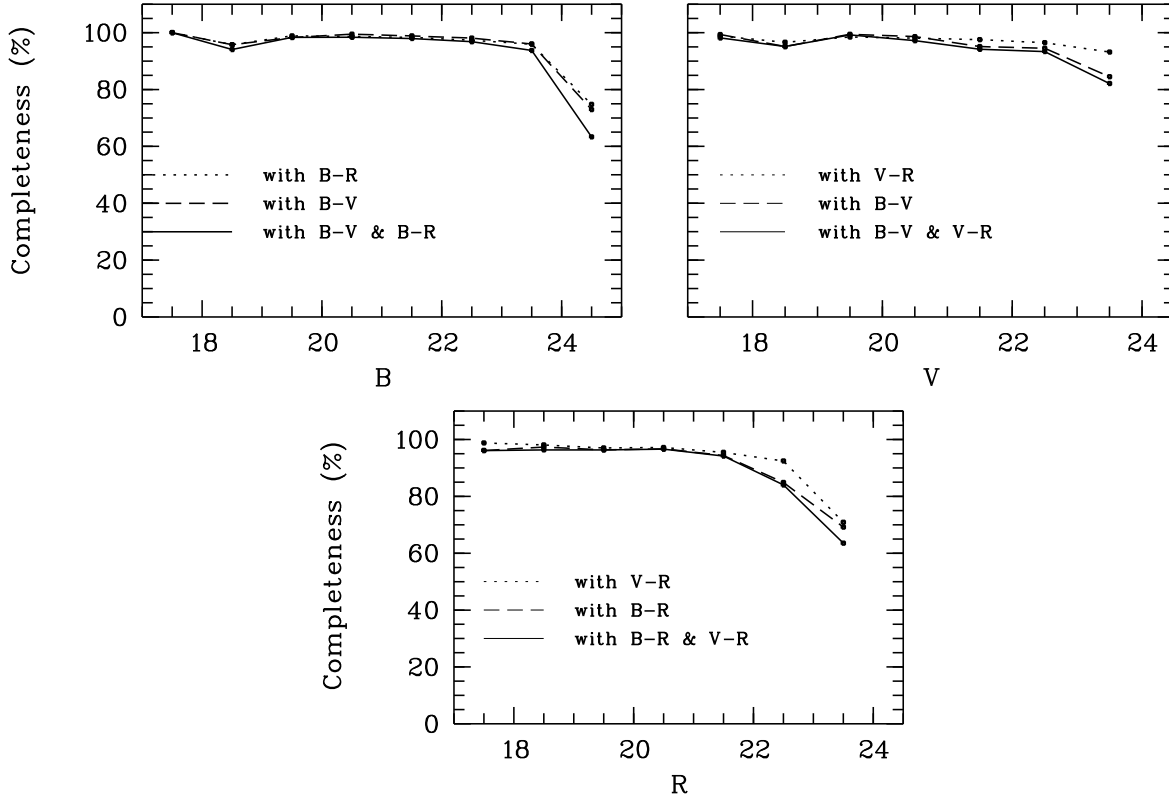 Completeness (%)
100
80
60
40
20
0
with B-R
with B-V
with B-V & B-R
18 20 22 24
B
with V-R
with B-V
with B-V & V-R
18 20 22 24
V
Completeness (%)
100
80
60
40
20
0
with V-R
with B-R
with B-R & V-R
18 20 22 24
R